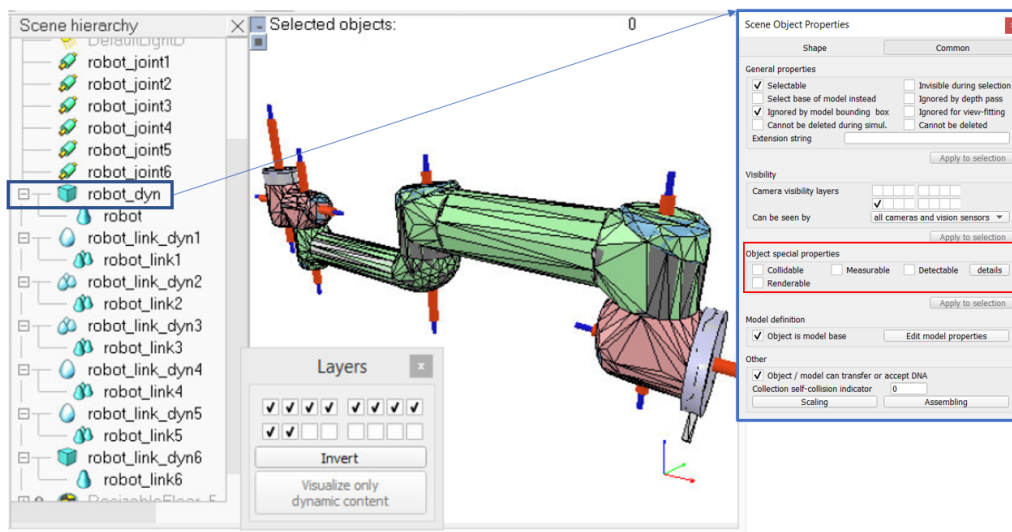 Scene hierarchy
Selected objects: 0
DefaultLightD
robot_joint1
robot_joint2
robot_joint3
robot_joint4
robot_joint5
robot_joint6
robot_dyn
robot
robot_link_dyn1
robot_link1
robot_link_dyn2
robot_link2
robot_link_dyn3
robot_link3
robot_link_dyn4
robot_link4
robot_link_dyn5
robot_link5
robot_link_dyn6
robot_link6
ResizableFloor_5
Layers
x
Invert
Visualize only
dynamic content
Scene Object Properties
Shape Common
General properties
Selectable Invisible during selection
Select base of model instead Ignored by depth pass
Ignored by model bounding box Ignored for view-fitting
Cannot be deleted during simul. Cannot be deleted
Extension string
Apply to selection
Visibility
Camera visibility layers
Can be seen by all cameras and vision sensors
Apply to selection
Object special properties
Collidable Measurable Detectable details
Renderable
Apply to selection
Model definition
Object is model base Edit model properties
Other
Object / model can transfer or accept DNA
Collection self-collision indicator 0
Scaling Assembling